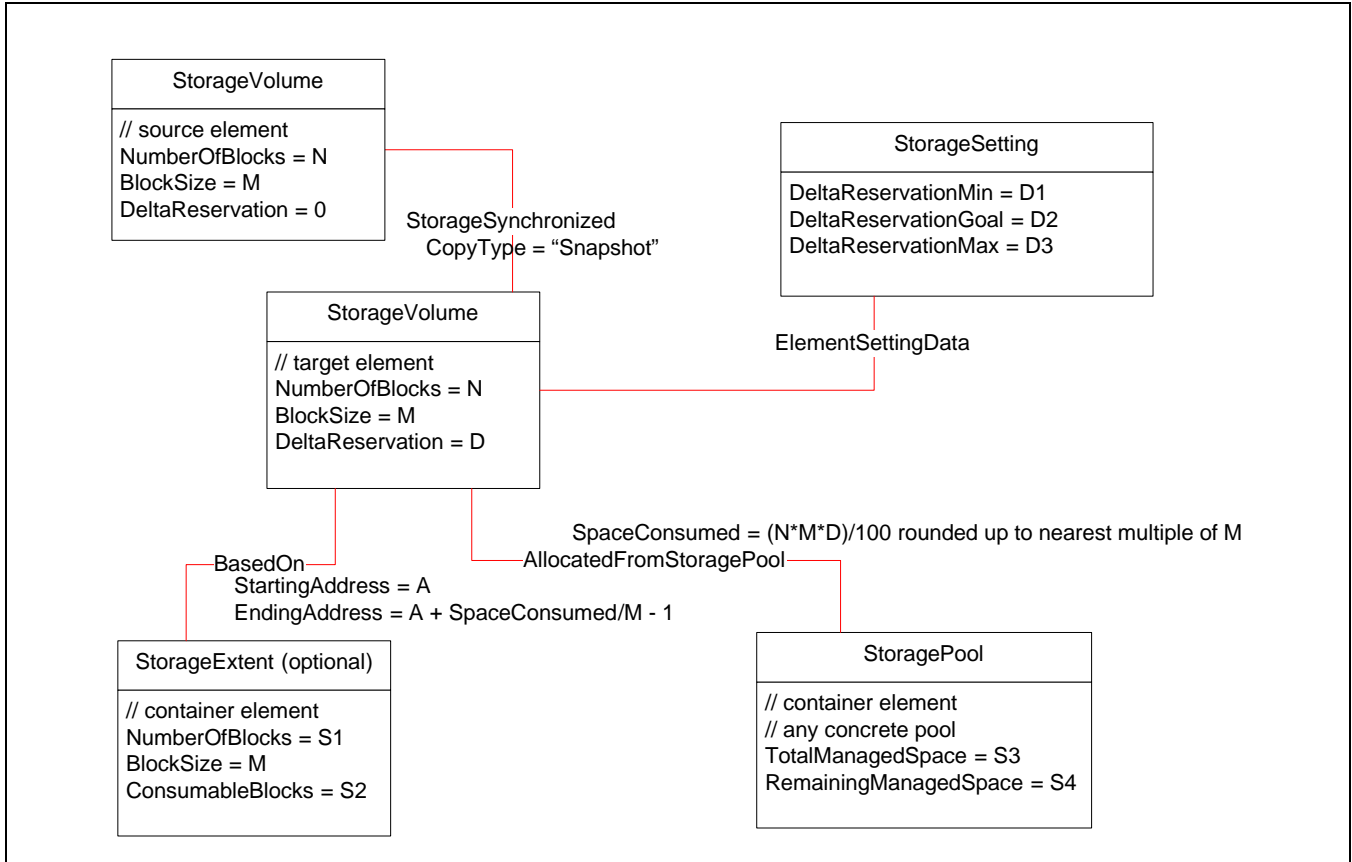 StorageVolume
// source element
NumberOfBlocks = N
BlockSize = M
DeltaReservation = 0
StorageSynchronized
CopyType = “Snapshot”
StorageSetting
DeltaReservationMin = D1
DeltaReservationGoal = D2
DeltaReservationMax = D3
ElementSettingData
StorageVolume
// target element
NumberOfBlocks = N
BlockSize = M
DeltaReservation = D
BasedOn
StartingAddress = A
EndingAddress = A + SpaceConsumed/M - 1
SpaceConsumed = (N*M*D)/100 rounded up to nearest multiple of M
AllocatedFromStoragePool
StorageExtent (optional)
// container element
NumberOfBlocks = S1
BlockSize = M
ConsumableBlocks = S2
StoragePool
// container element
// any concrete pool
TotalManagedSpace = S3
RemainingManagedSpace = S4